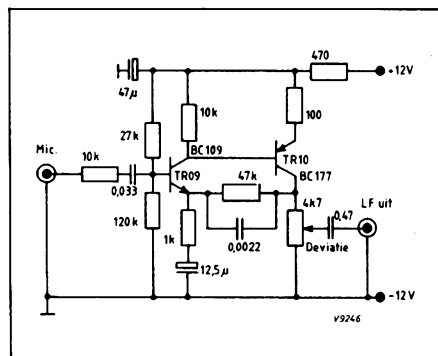 470
+12V
47µ
10k
100
27k
BC109
Mic.
10k
TR09
47k
TR10
BC177
0,033
4k7
LF uit
0,47
120k
1k
0,0022
Deviatie
12,5µ
-12V
V9246